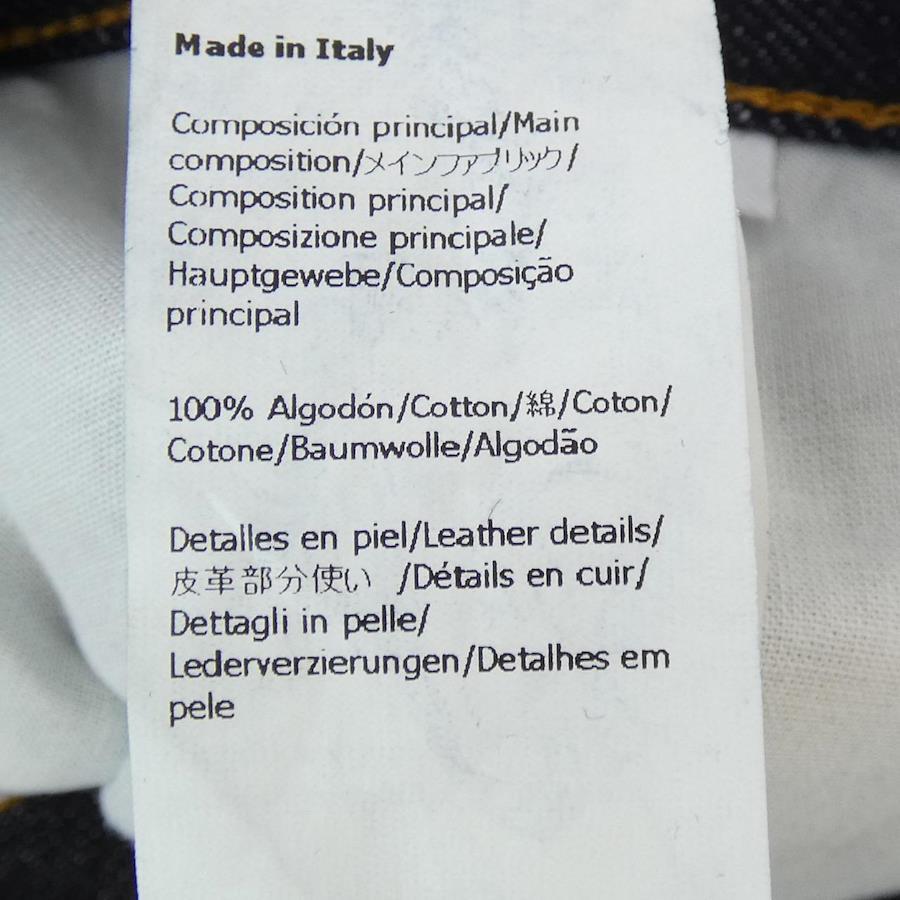 Made in Italy
Composición principal/Main
composition/メインファブリック/
Composition principal/
Composizione principale/
Hauptgewebe/Composição
principal
100% Algodón/Cotton/綿/Coton/
Cotone/Baumwolle/Algodão
Detalles en piel/Leather details/
皮革部分使い /Détails en cuir/
Dettagli in pelle/
Lederverzierungen/Detalhes em
pele